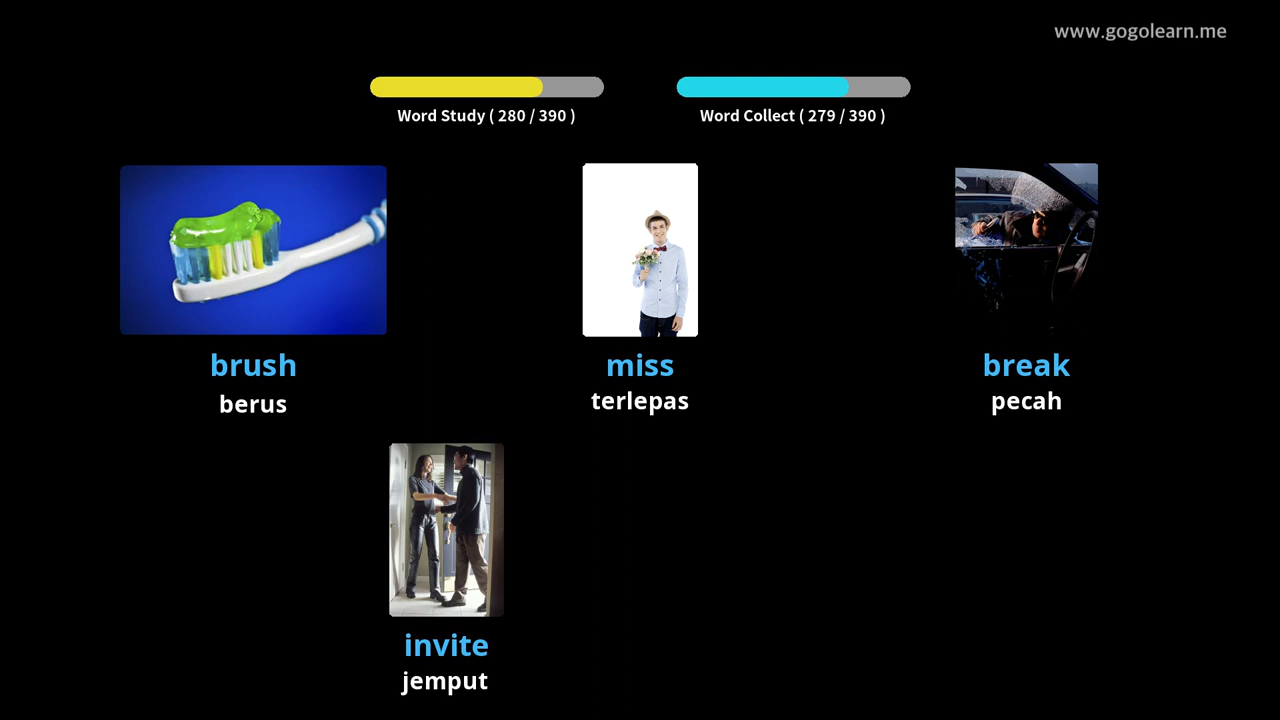 www.gogolearn.me
Word Study ( 280 / 390 )
Word Collect ( 279 / 390 )
brush
berus
miss
terlepas
break
pecah
invite
jemput